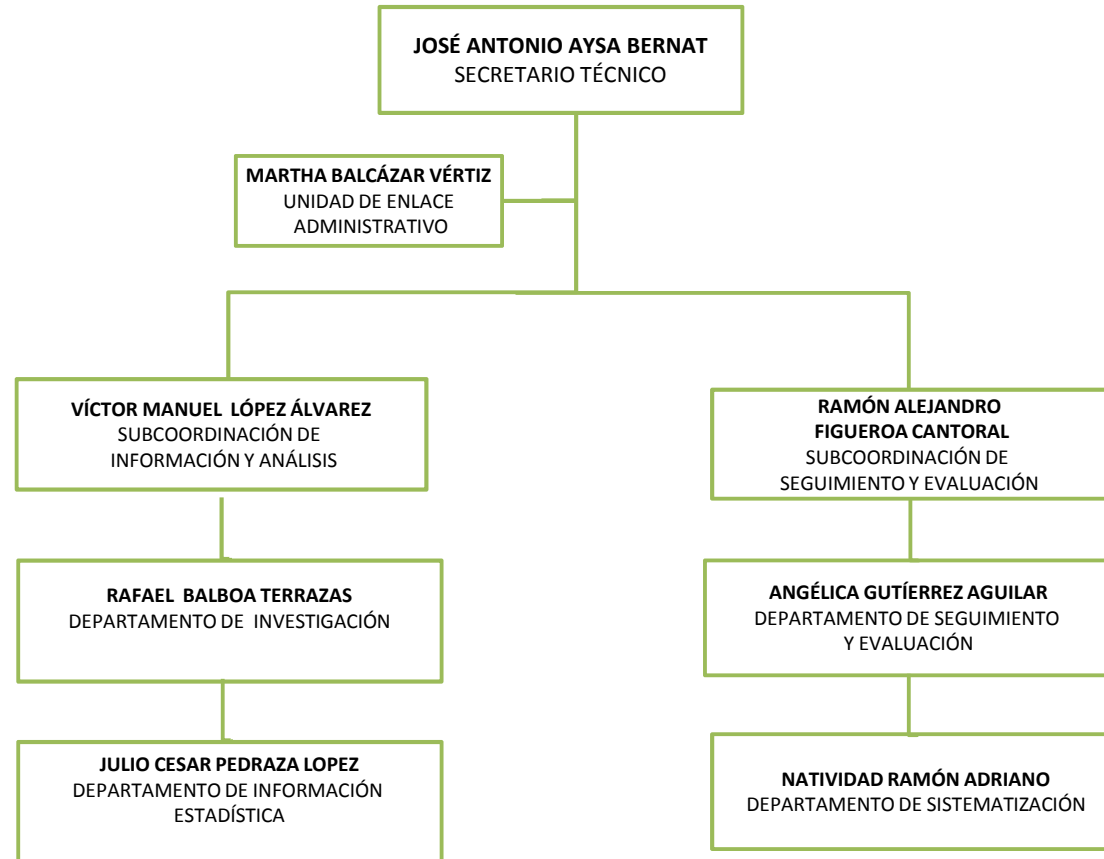 JOSÉ ANTONIO AYSA BERNAT
SECRETARIO TÉCNICO
MARTHA BALCÁZAR VÉRTIZ
UNIDAD DE ENLACE
ADMINISTRATIVO
VÍCTOR MANUEL LÓPEZ ÁLVAREZ
SUBCOORDINACIÓN DE
INFORMACIÓN Y ANÁLISIS
RAMÓN ALEJANDRO
FIGUEROA CANTORAL
SUBCOORDINACIÓN DE
SEGUIMIENTO Y EVALUACIÓN
RAFAEL BALBOA TERRAZAS
DEPARTAMENTO DE INVESTIGACIÓN
ANGÉLICA GUTÍERREZ AGUILAR
DEPARTAMENTO DE SEGUIMIENTO
Y EVALUACIÓN
JULIO CESAR PEDRAZA LOPEZ
DEPARTAMENTO DE INFORMACIÓN
ESTADÍSTICA
NATIVIDAD RAMÓN ADRIANO
DEPARTAMENTO DE SISTEMATIZACIÓN